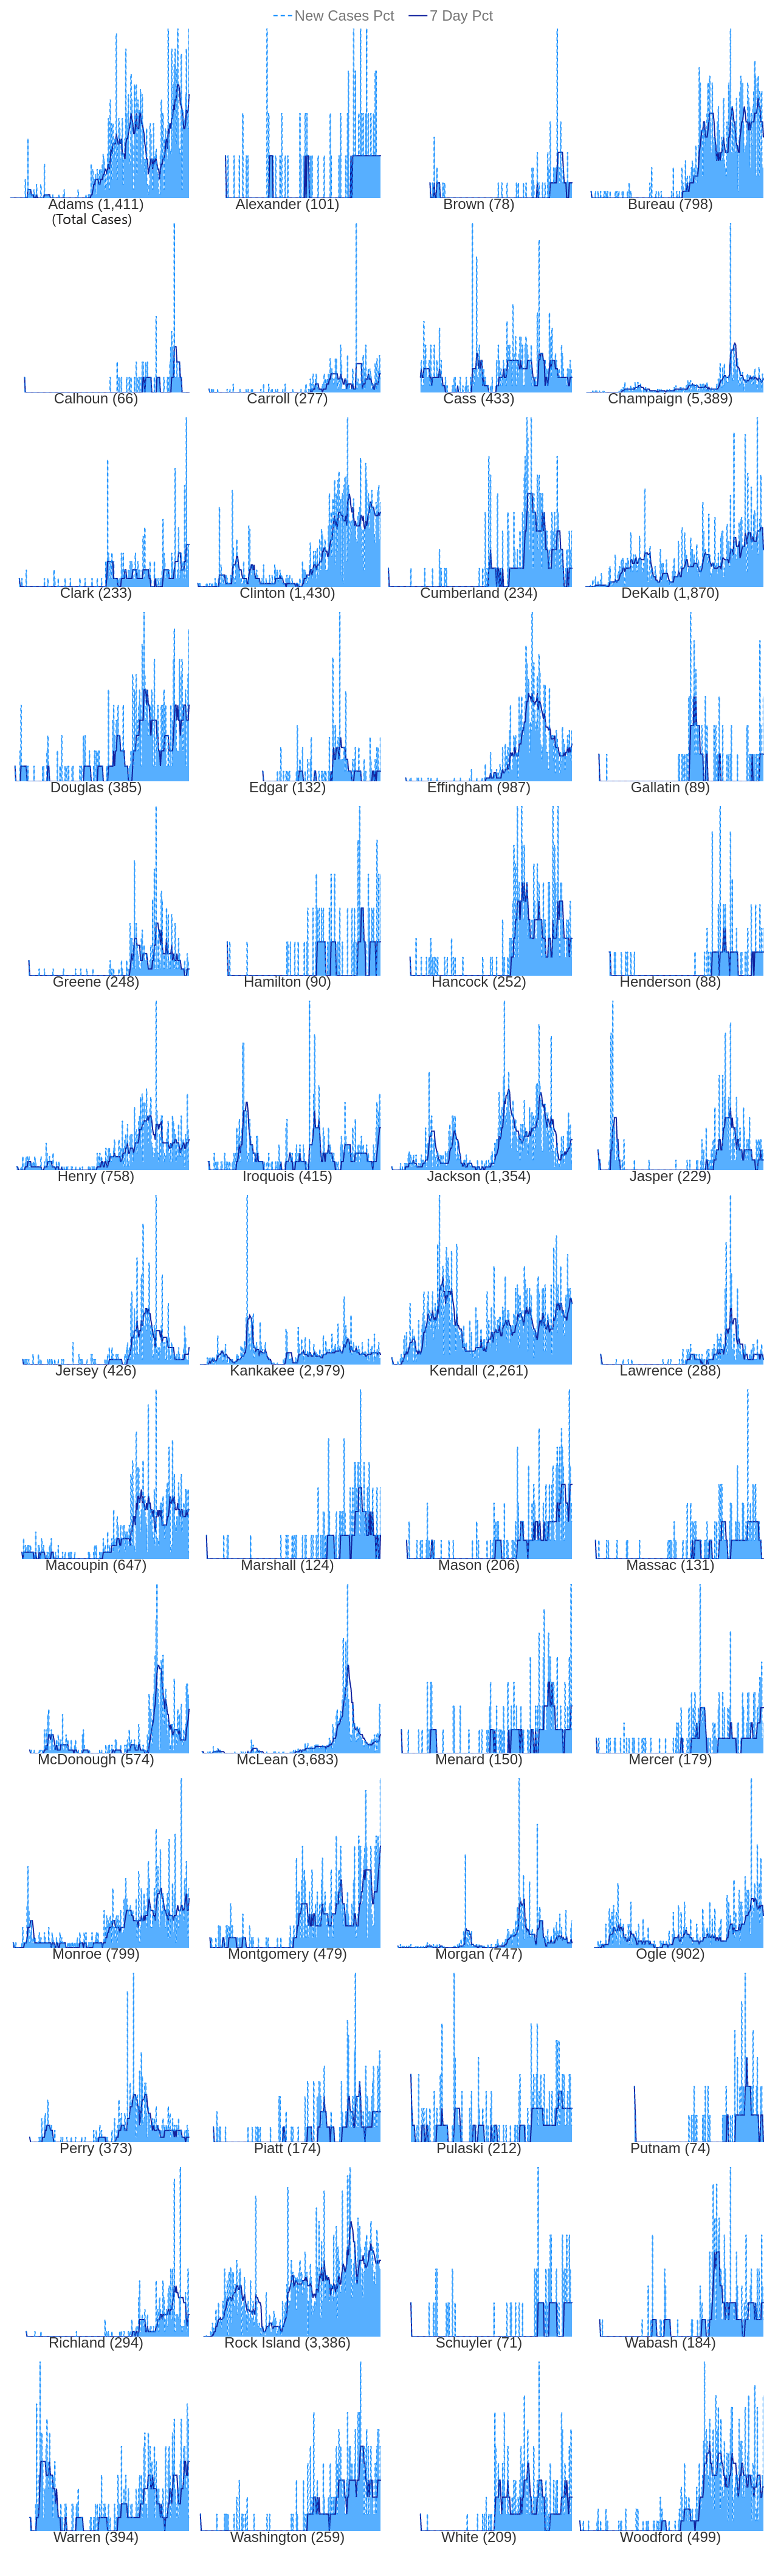 New Cases Pct 7 Day Pct
Adams (1,411) Alexander (101) Brown (78) Bureau (798)
(Total Cases)
Calhoun (66) Carroll (277) Cass (433) Champaign (5,389)
Clark (233) Clinton (1,430) Cumberland (234) DeKalb (1,870)
Douglas (385) Edgar (132) Effingham (987) Gallatin (89)
Greene (248) Hamilton (90) Hancock (252) Henderson (88)
Henry (758) Iroquois (415) Jackson (1,354) Jasper (229)
Jersey (426) Kankakee (2,979) Kendall (2,261) Lawrence (288)
Macoupin (647) Marshall (124) Mason (206) Massac (131)
McDonough (574) McLean (3,683) Menard (150) Mercer (179)
Monroe (799) Montgomery (479) Morgan (747) Ogle (902)
Perry (373) Piatt (174) Pulaski (212) Putnam (74)
Richland (294) Rock Island (3,386) Schuyler (71) Wabash (184)
Warren (394) Washington (259) White (209) Woodford (499)